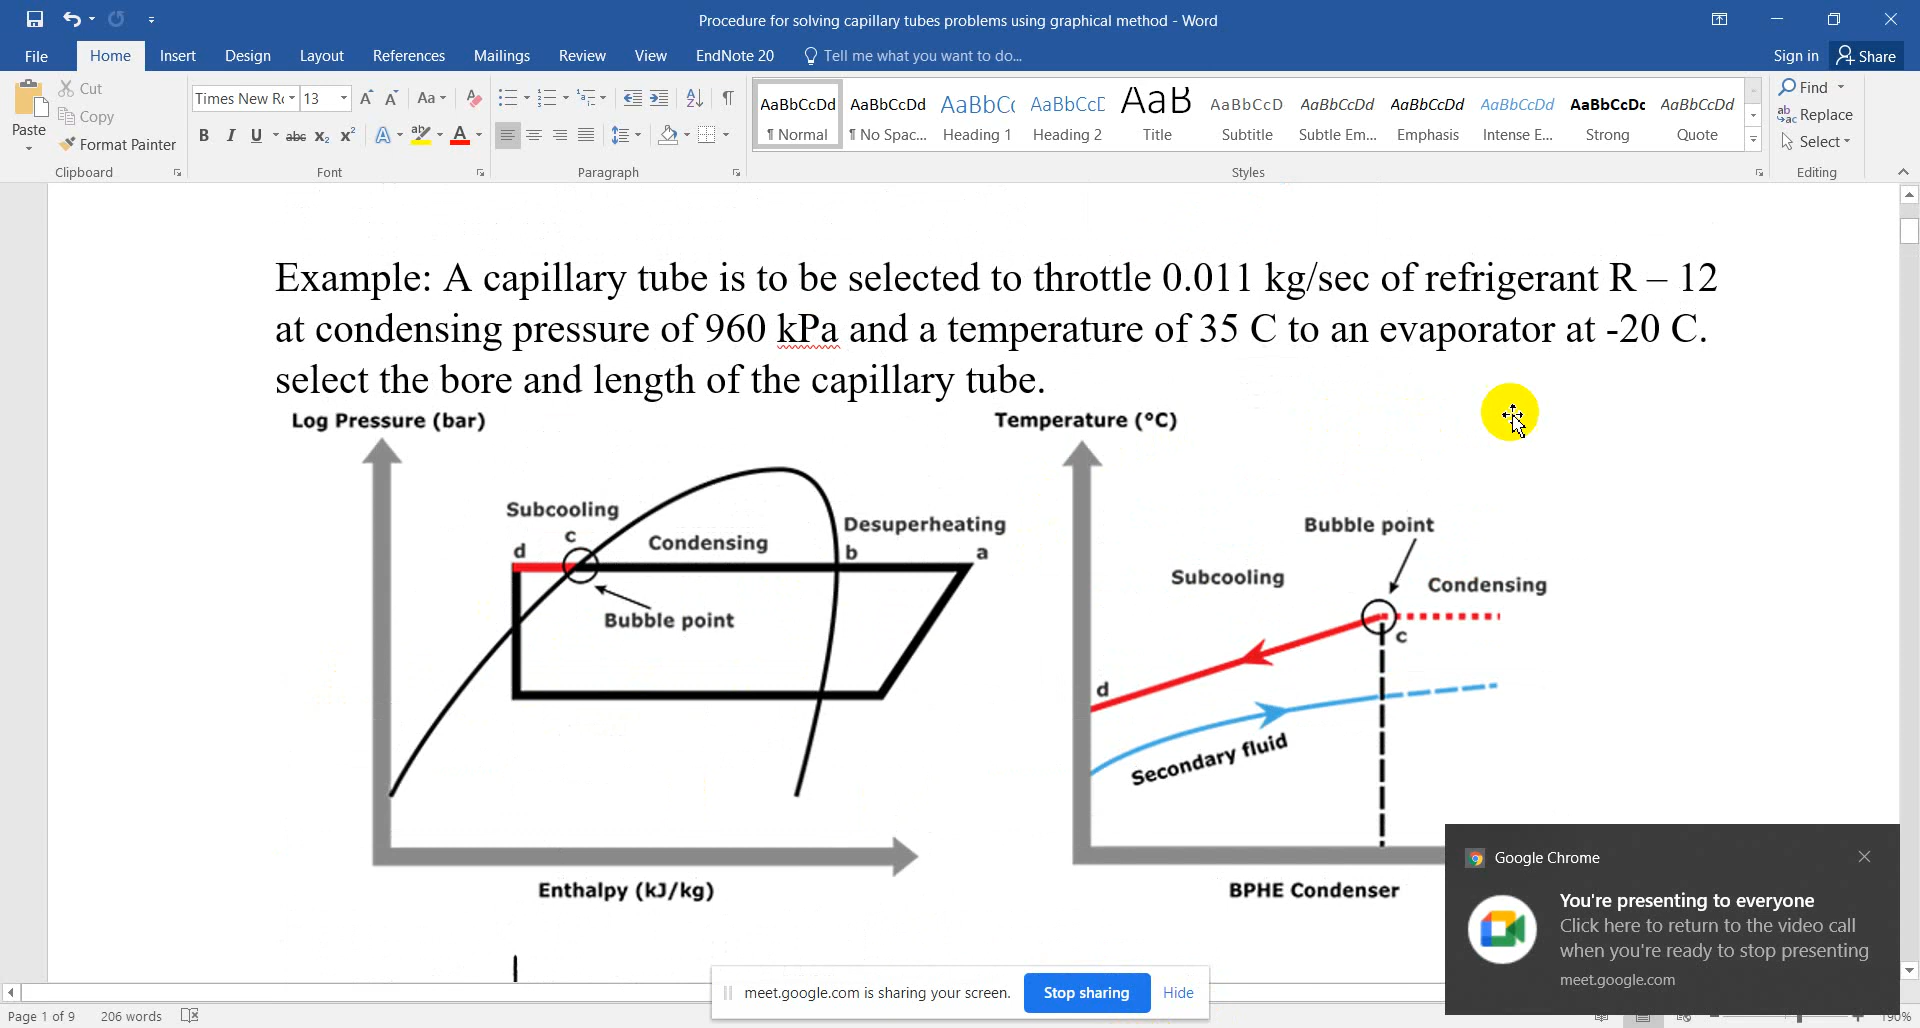 Procedure for solving capillary tubes problems using graphical method - Word
File Home Insert Design Layout References Mailings Review View EndNote 20 Tell me what you want to do... Sign in Share
Paste
Cut
Copy
Format Painter
Clipboard
Times New Rc 13 Aa
B I U abc x₂ x² A ab A
Font
Paragraph
AaBbCcDd AaBbCcDd AaBbCc AaBbCcE AaB AaBbCcD AaBbCcDd AaBbCcDd AaBbCcDd AaBbCcDc AaBbCcDd
¶ Normal ¶ No Spac... Heading 1 Heading 2 Title Subtitle Subtle Em... Emphasis Intense E... Strong Quote
Styles
Find
Replace
Select
Editing
Example: A capillary tube is to be selected to throttle 0.011 kg/sec of refrigerant R – 12
at condensing pressure of 960 kPa and a temperature of 35 C to an evaporator at -20 C.
select the bore and length of the capillary tube.
Log Pressure (bar)
Subcooling
Desuperheating
d c Condensing b a
Bubble point
Enthalpy (kJ/kg)
Temperature (°C)
Bubble point
Subcooling
Condensing
c
d
Secondary fluid
BPHE Condenser
Google Chrome
You're presenting to everyone
Click here to return to the video call
when you're ready to stop presenting
meet.google.com
meet.google.com is sharing your screen. Stop sharing Hide
Page 1 of 9 206 words
190%